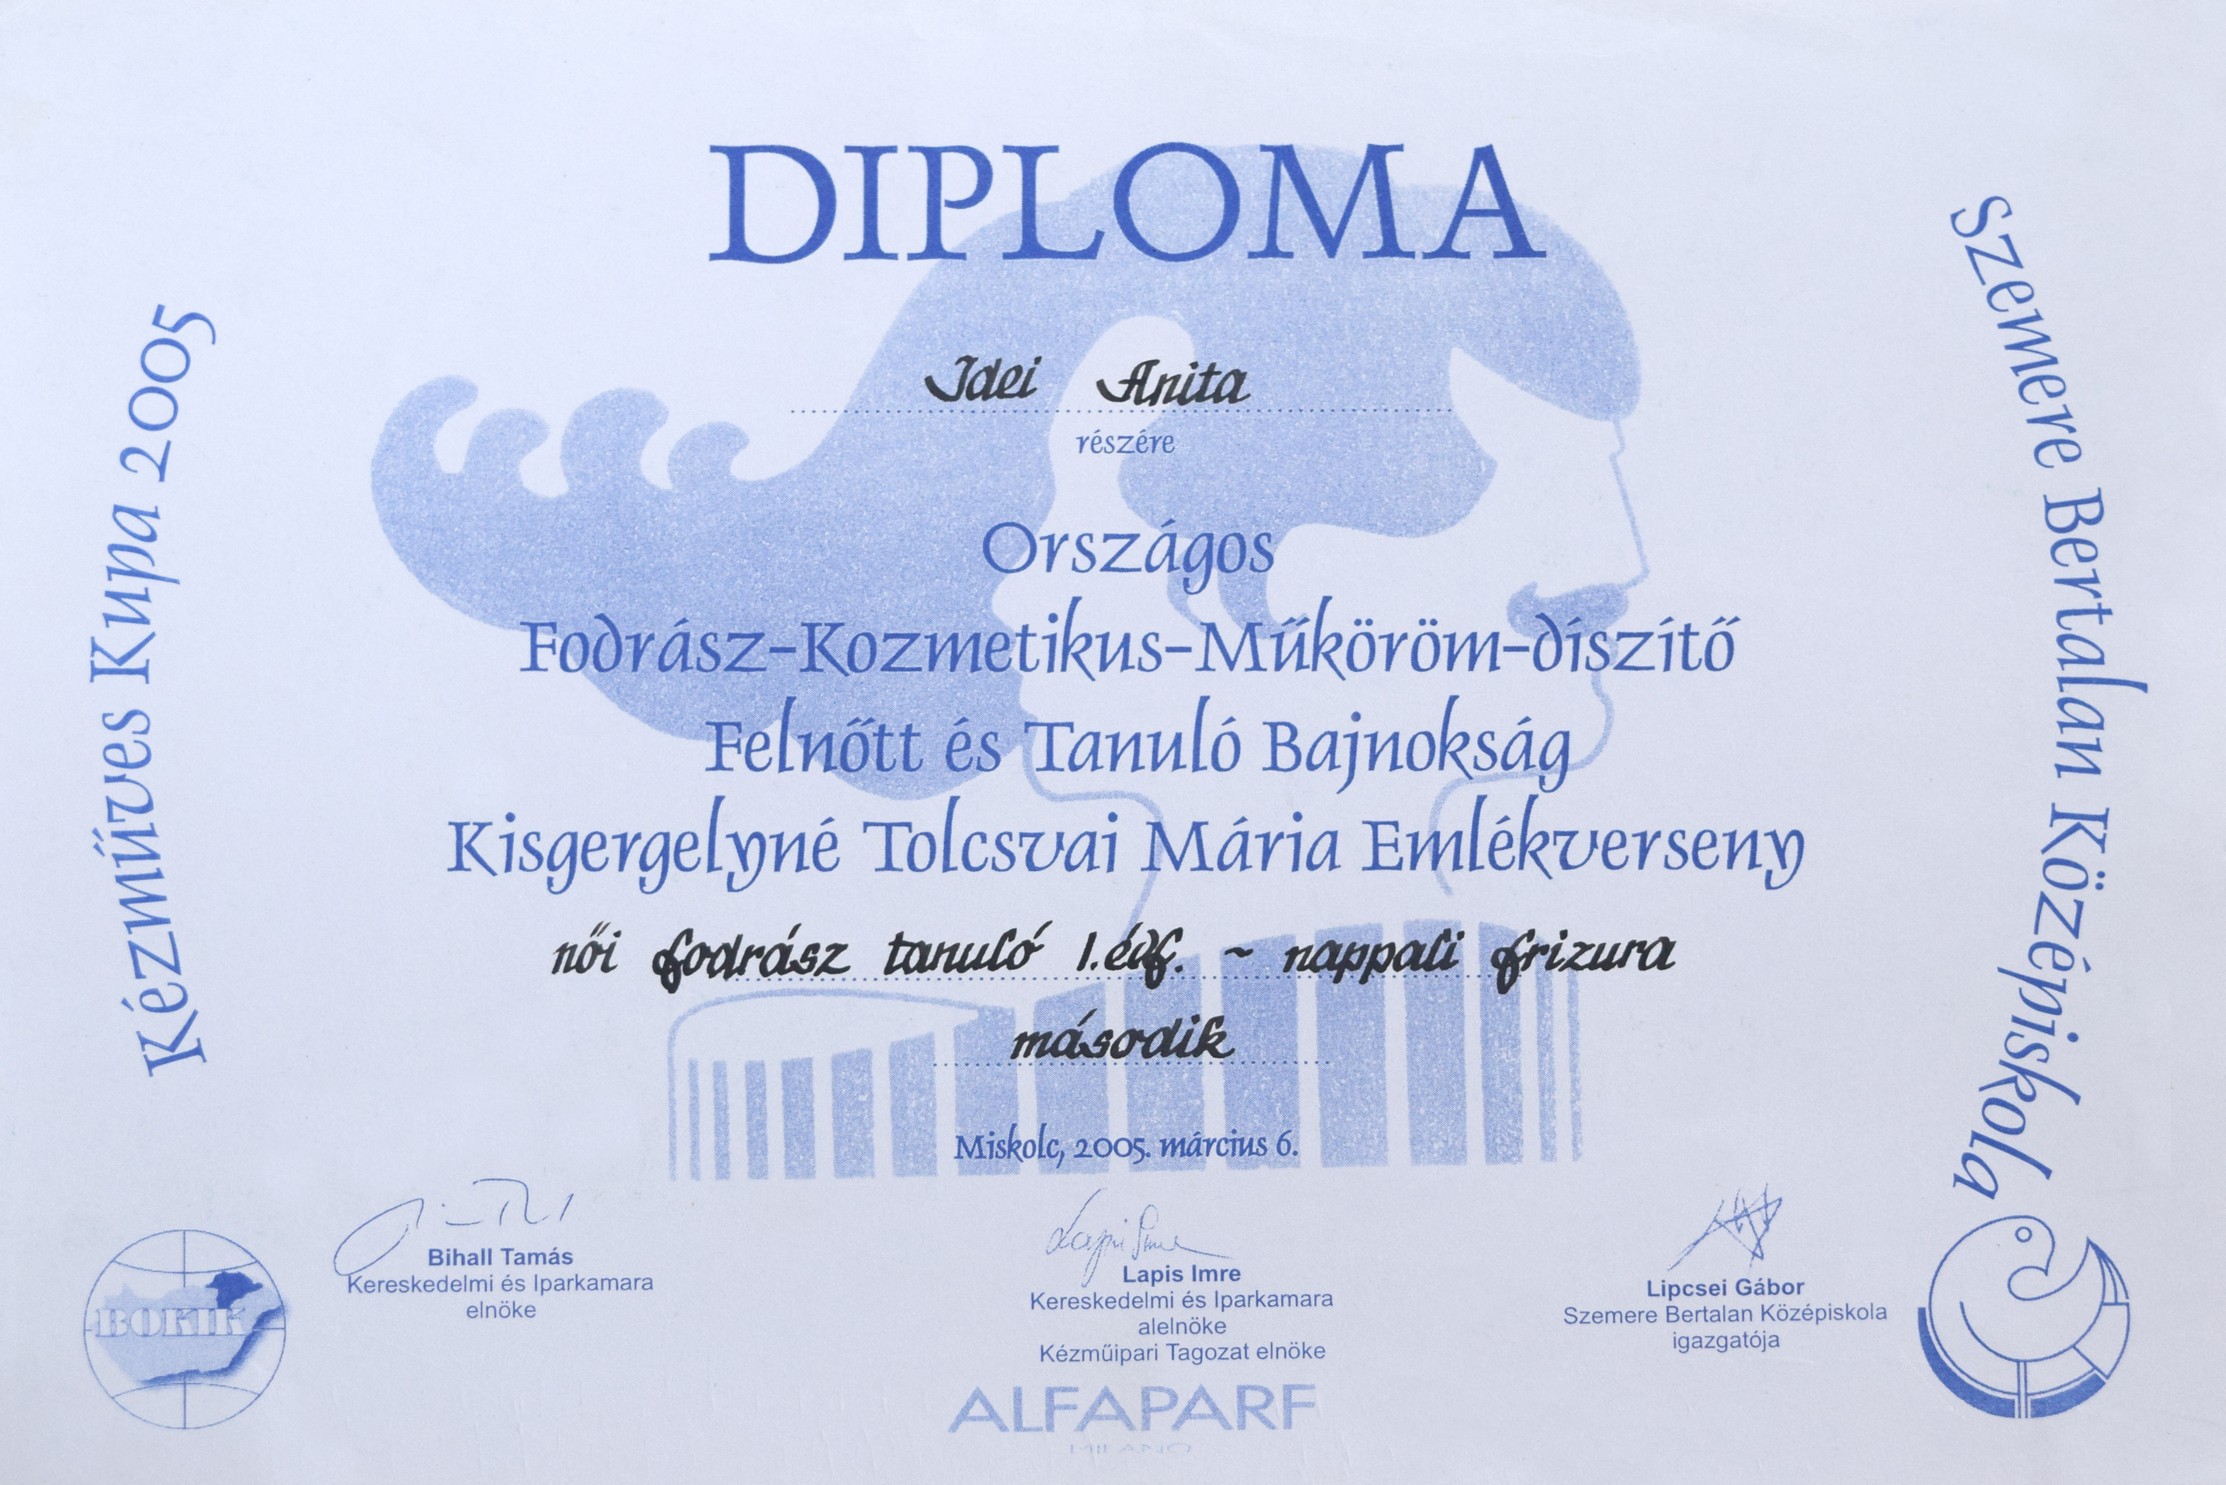 DIPLOMA
Idei Anita
részére
Országos
Fodrász-Kozmetikus-Műköröm-díszítő
Felnőtt és Tanuló Bajnokság
Kisgergelyné Tolcsvai Mária Emlékverseny
női fodrász tanuló I. évf. ~ nappali frizura
második
Miskolc, 2005. március 6.
Kézműves Kupa 2005
Szemere Bertalan Középiskola
Bihall Tamás
Kereskedelmi és Iparkamara
elnöke
Lapis Imre
Lapis Imre
Kereskedelmi és Iparkamara
alelnöke
Kézműipari Tagozat elnöke
Lipcsei Gábor
Szemere Bertalan Középiskola
igazgatója
BOKIK
ALFAPARF
MILANO